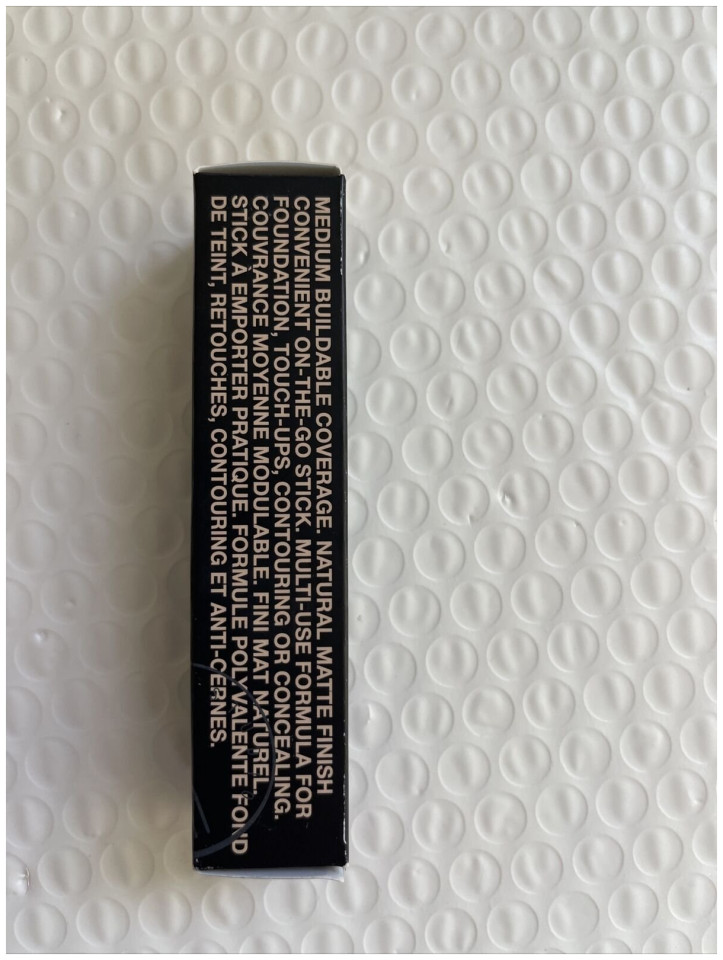 MEDIUM BUILDABLE COVERAGE. NATURAL MATTE FINISH
CONVENIENT ON-THE-GO STICK. MULTI-USE FORMULA FOR
FOUNDATION, TOUCH-UPS, CONTOURING OR CONCEALING.
COUVRANCE MOYENNE MODULABLE. FINI MAT NATUREL.
STICK À EMPORTER PRATIQUE. FORMULE POLYVALENTE FOND
DE TEINT, RETOUCHES, CONTOURING ET ANTI-CERNES.